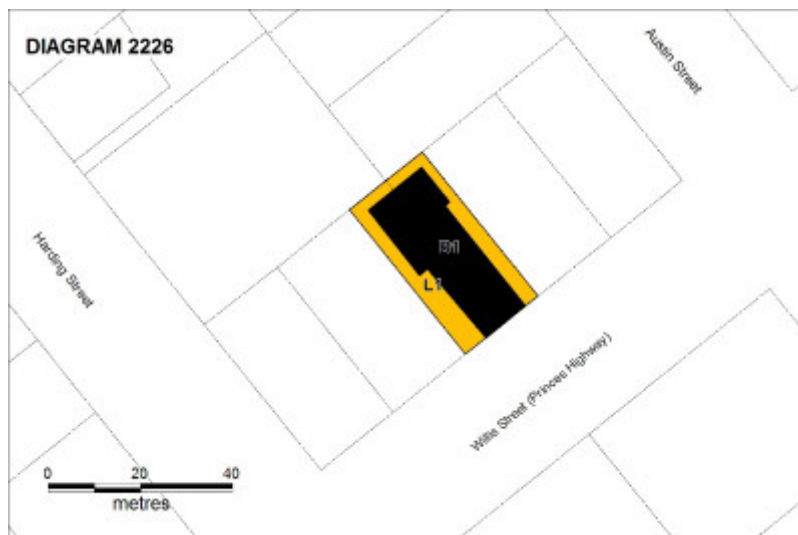 DIAGRAM 2226
Austin Street
Harding Street
B1
L1
Willis Street (Princes Highway)
0 20 40
metres